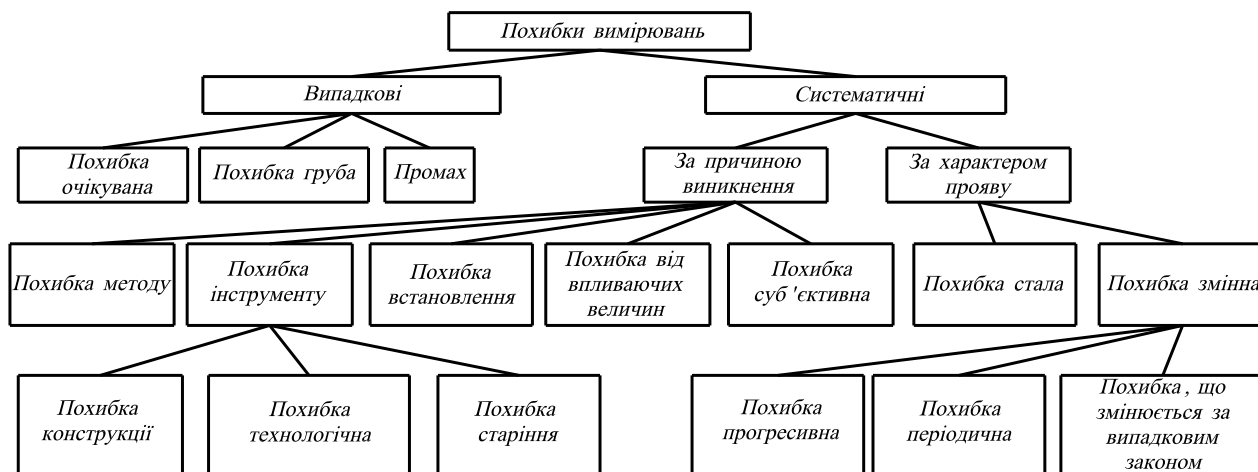 Похибки вимірювань
Випадкові
Систематичні
Похибка
очікувана
Похибка груба
Промах
За причиною
виникнення
За характером
прояву
Похибка методу
Похибка
інструменту
Похибка
встановлення
Похибка від
впливаючих
величин
Похибка
суб'єктивна
Похибка стала
Похибка змінна
Похибка
конструкції
Похибка
технологічна
Похибка
старіння
Похибка
прогресивна
Похибка
періодична
Похибка, що
змінюється за
випадковим
законом